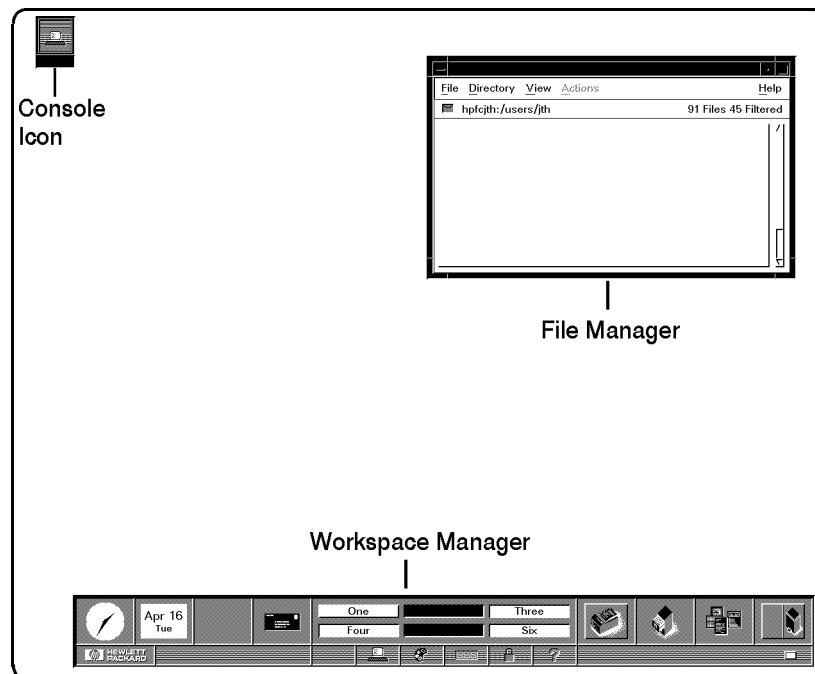 Console
Icon
File Directory View Actions Help
hpfcjth:/users/jth 91 Files 45 Filtered
File Manager
Workspace Manager
Apr 16
Tue
One Three
Four Six
hp HEWLETT
PACKARD
?